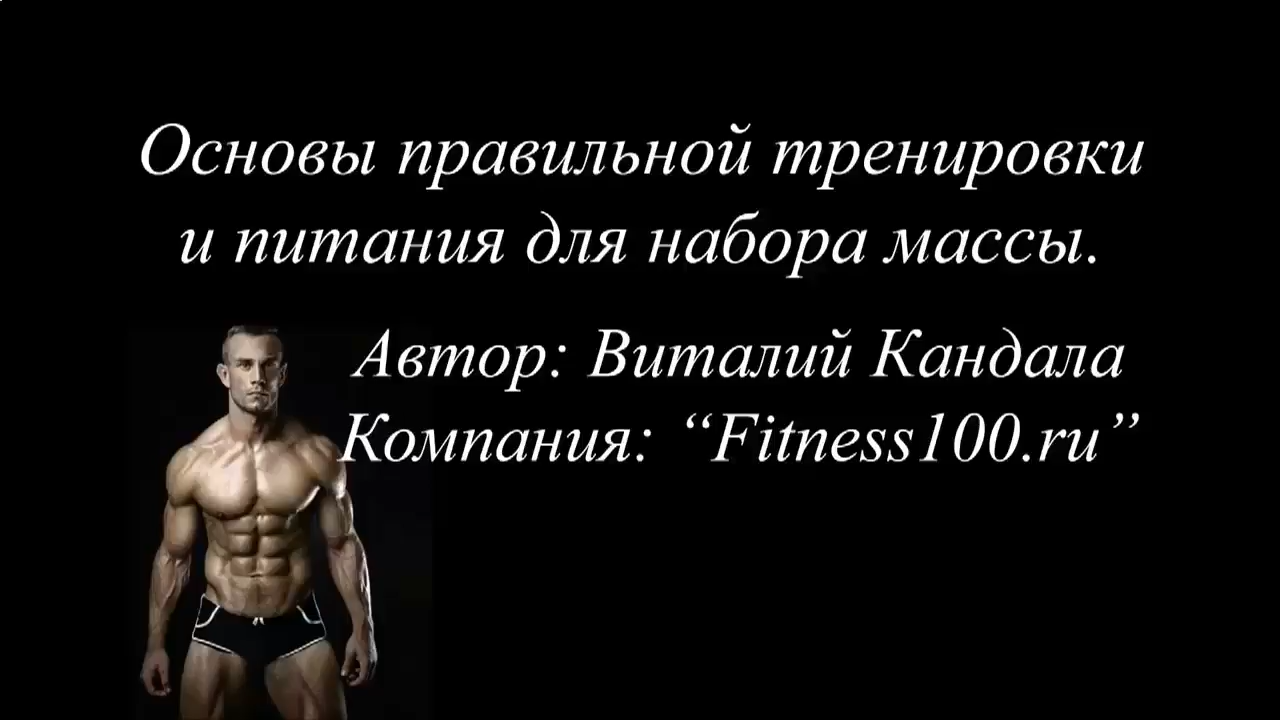 Основы правильной тренировки
и питания для набора массы.
Автор: Виталий Кандала
Компания: “Fitness100.ru”